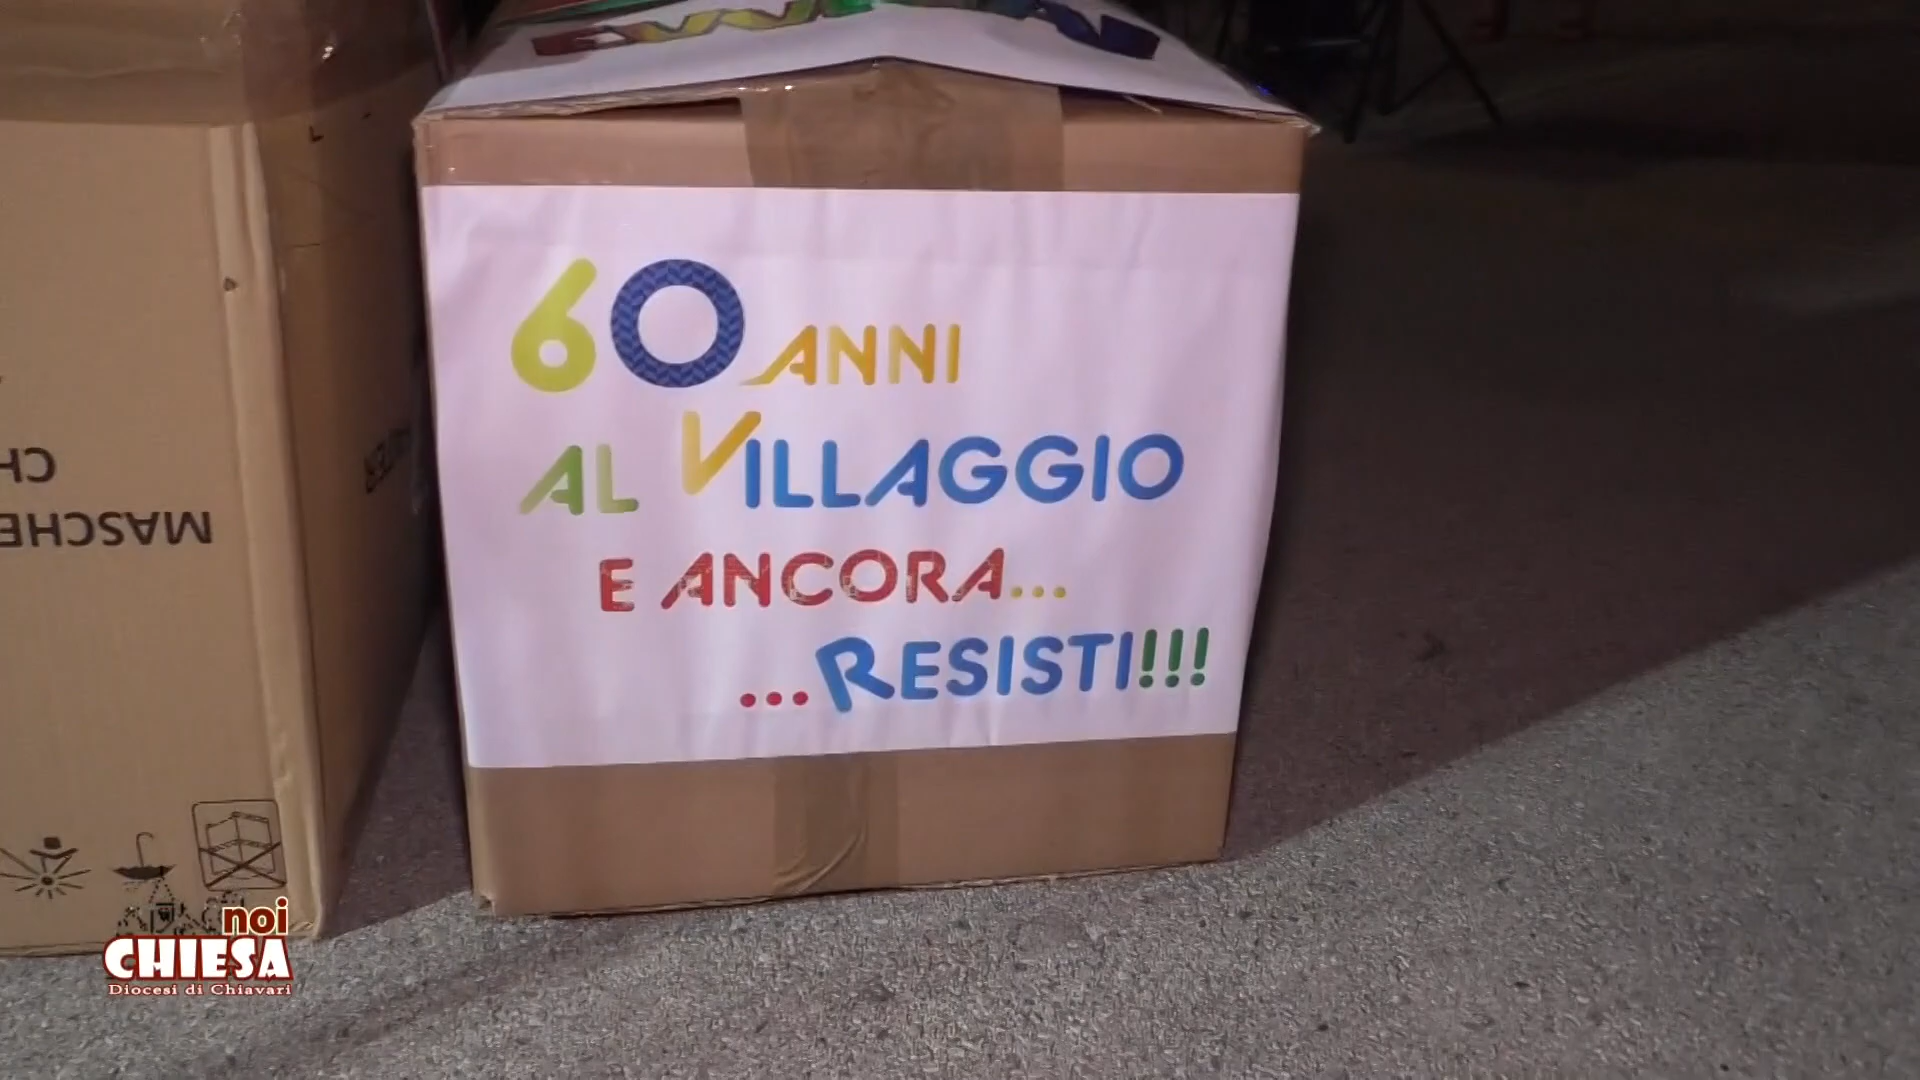 60 ANNI
AL VILLAGGIO
E ANCORA...
...RESISTI!!!
MASCHE
CH
noi
CHIESA
Diocesi di Chiavari